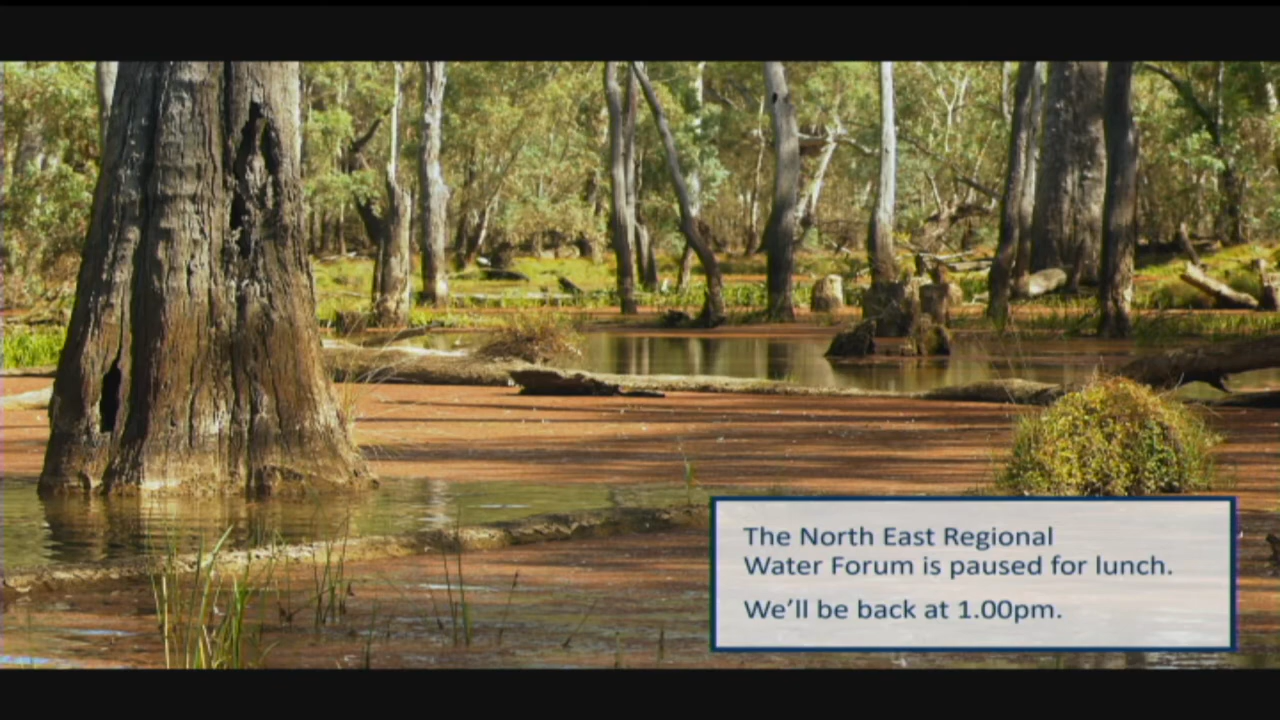 The North East Regional
Water Forum is paused for lunch.
We'll be back at 1.00pm.